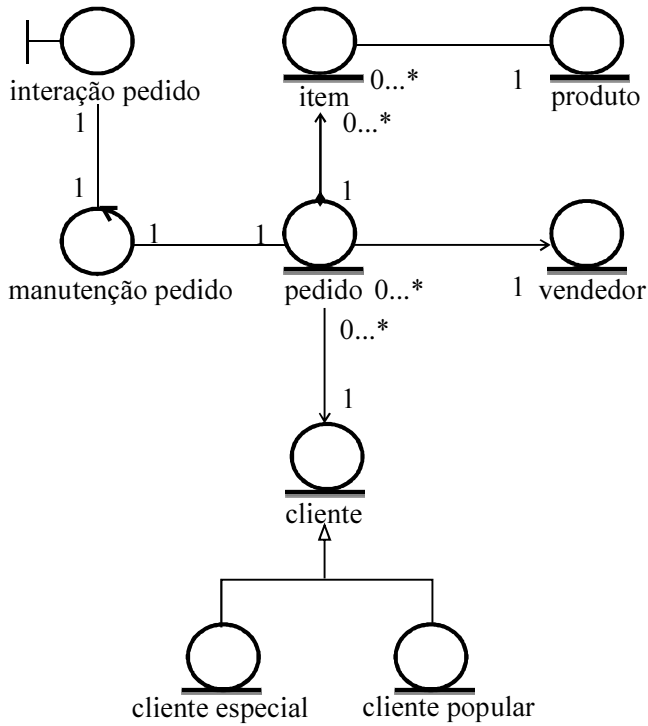 interação pedido
item
0...*
1
produto
1
0...*
1
1
manutenção pedido
1
1
pedido
0...*
1
vendedor
0...*
1
cliente
cliente especial
cliente popular